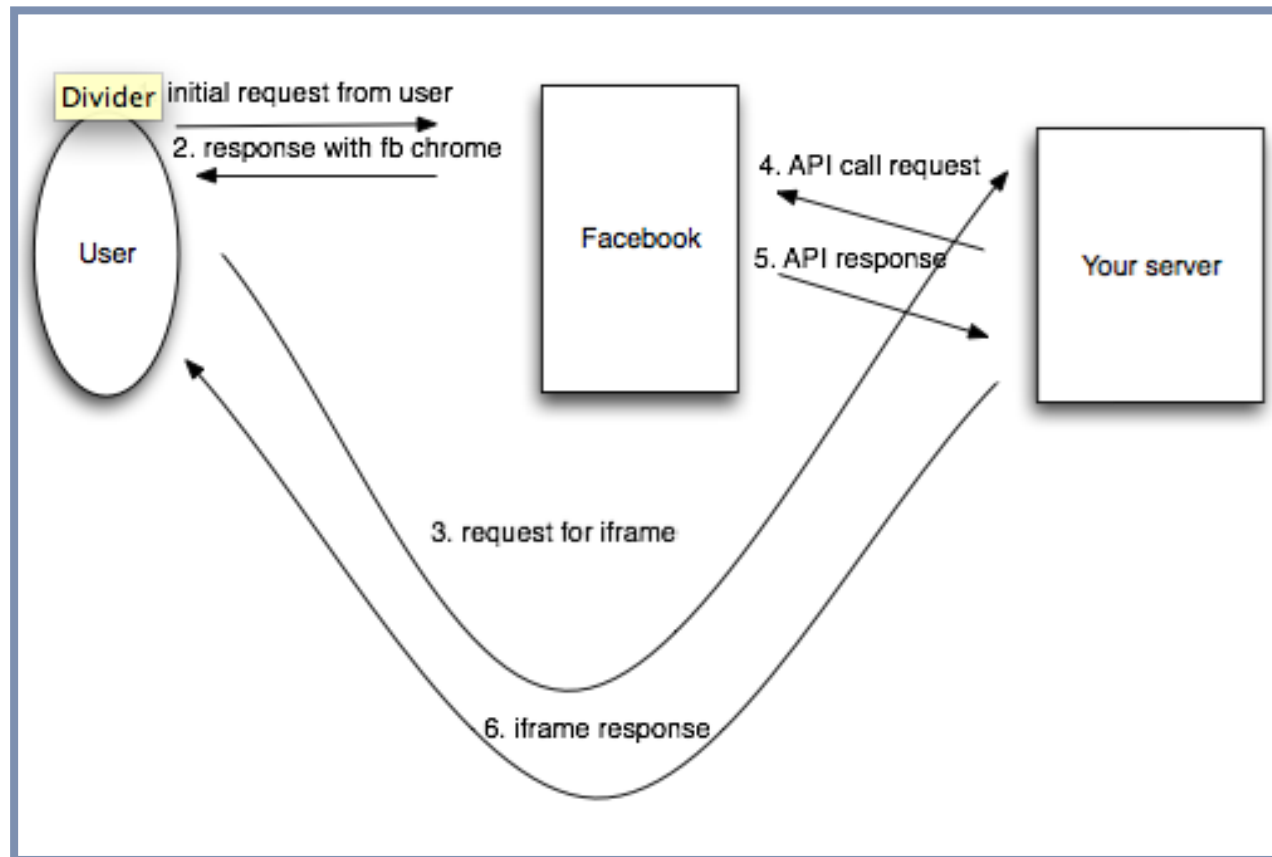 Divider
initial request from user
2. response with fb chrome
User
Facebook
4. API call request
5. API response
Your server
3. request for iframe
6. iframe response